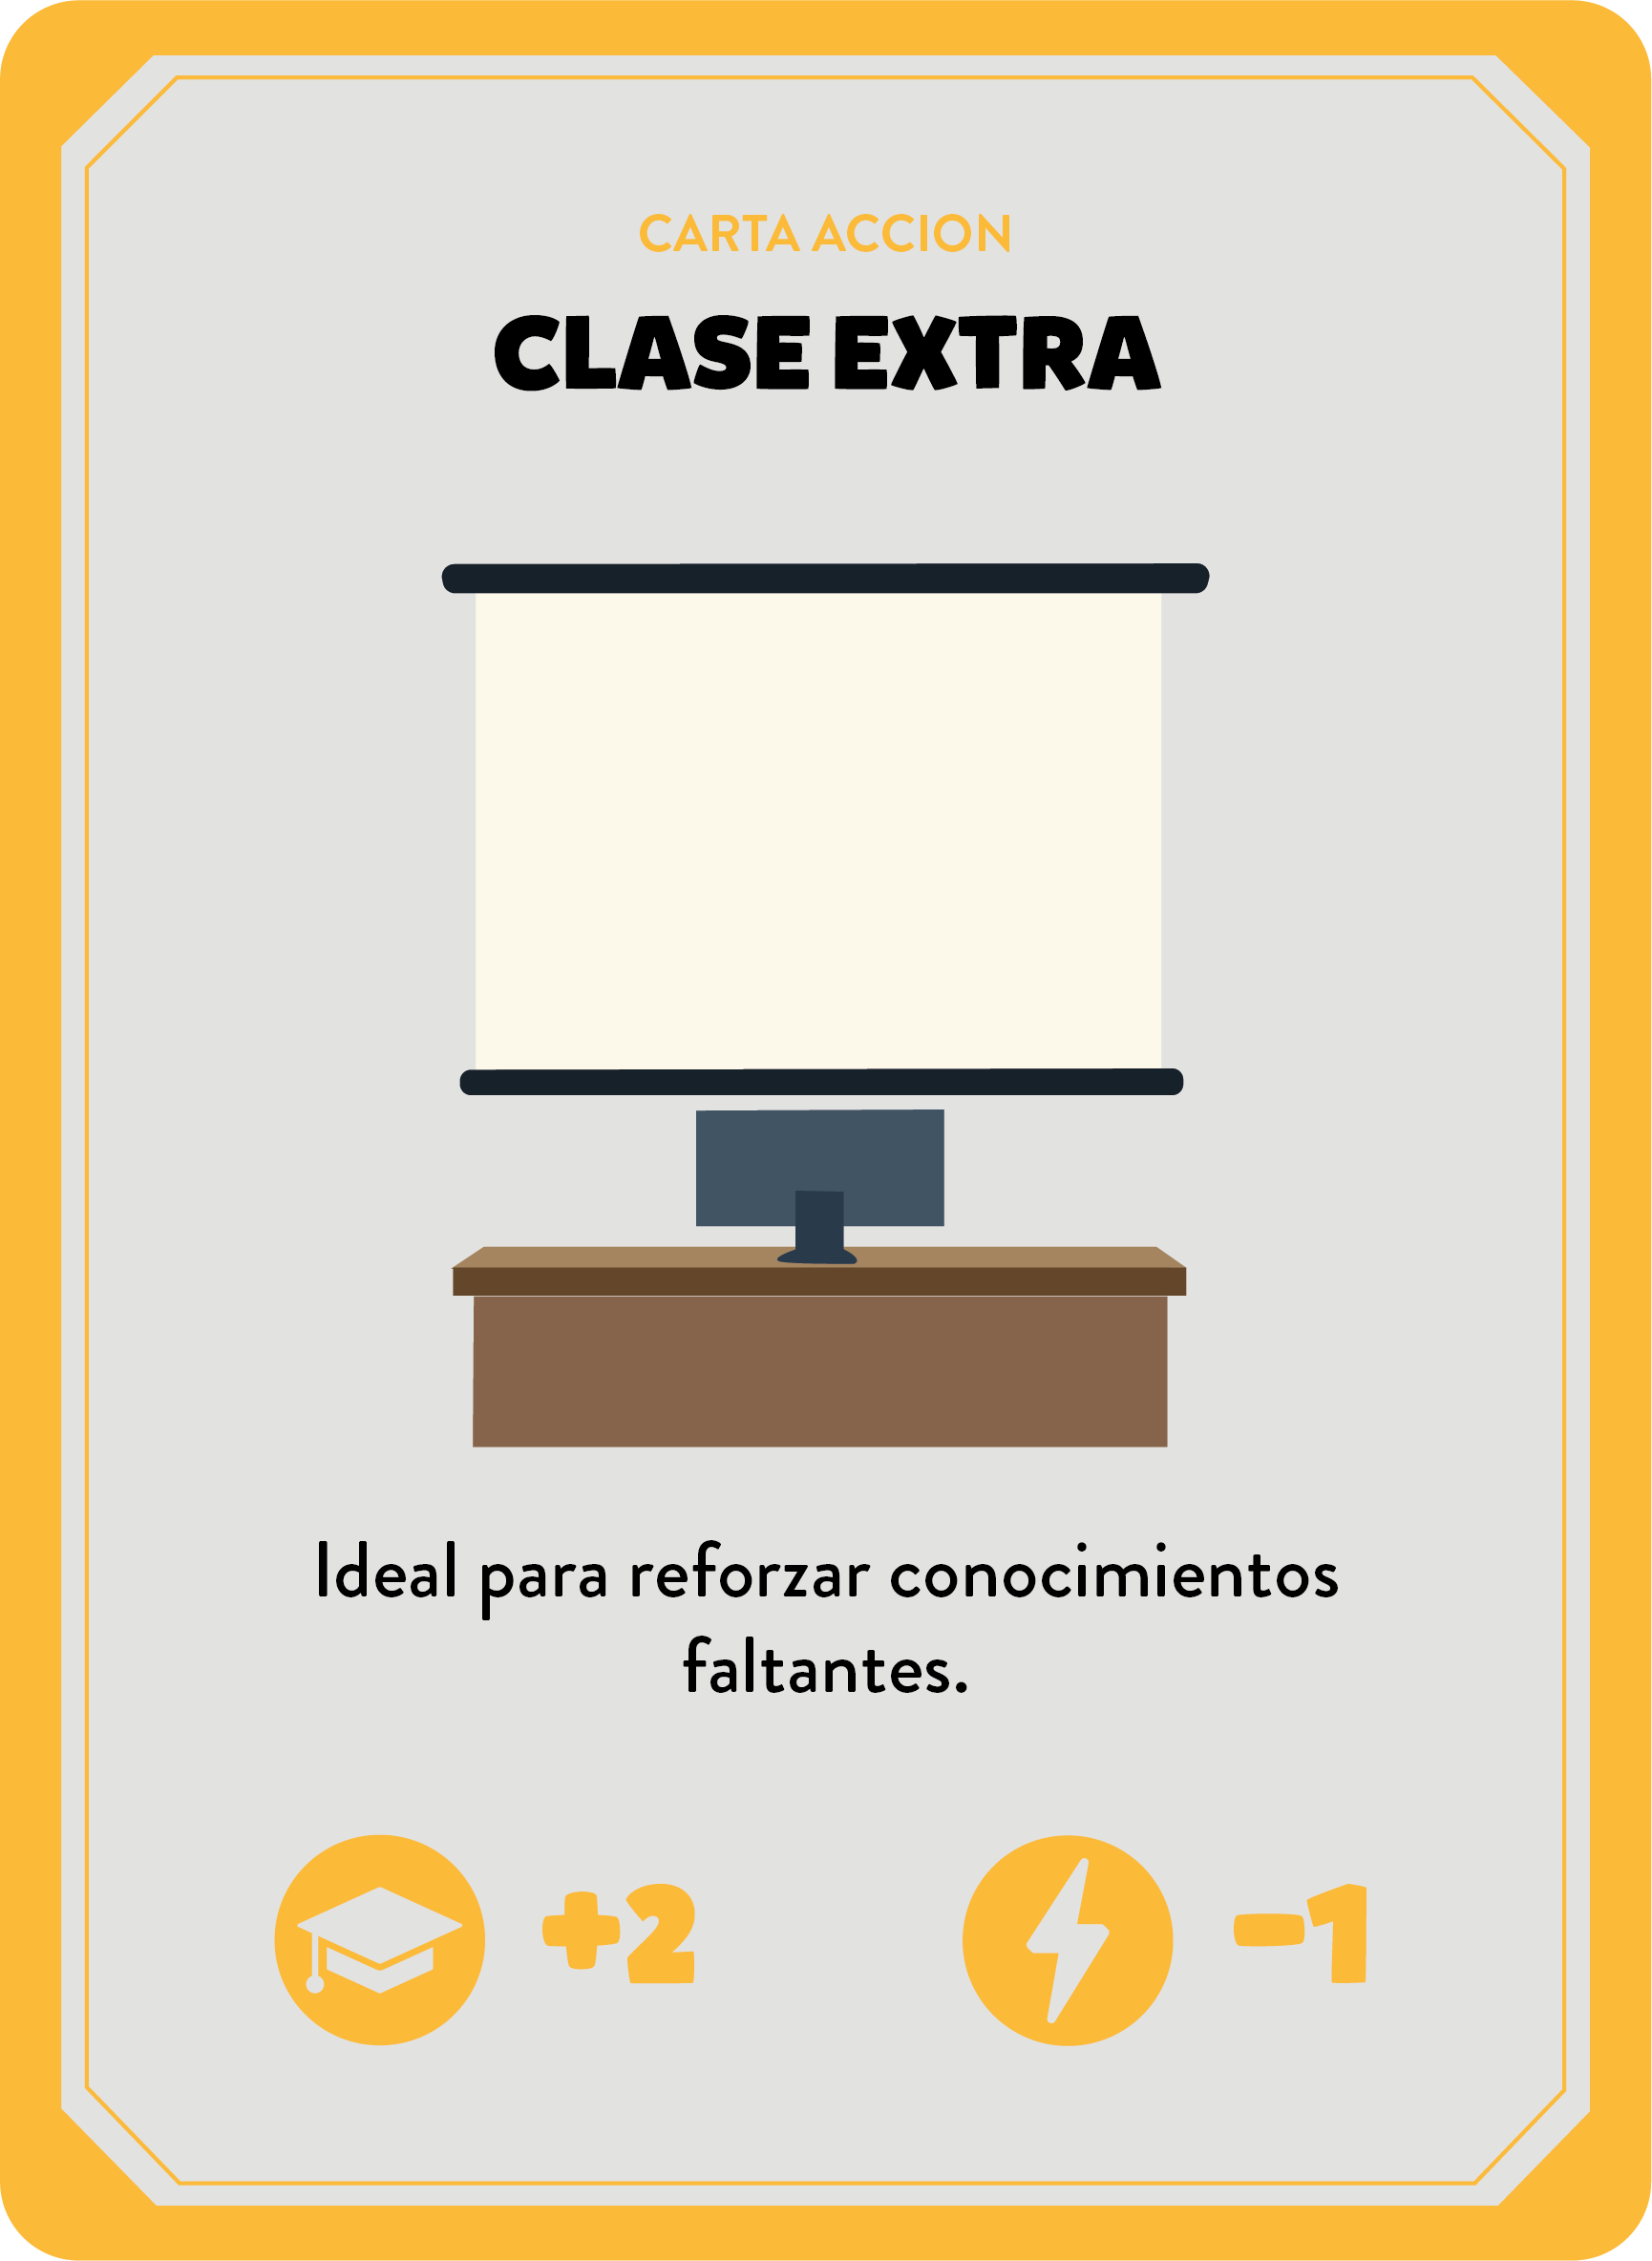 CARTA ACCION
CLASE EXTRA
Ideal para reforzar conocimientos
faltantes.
+2 -1